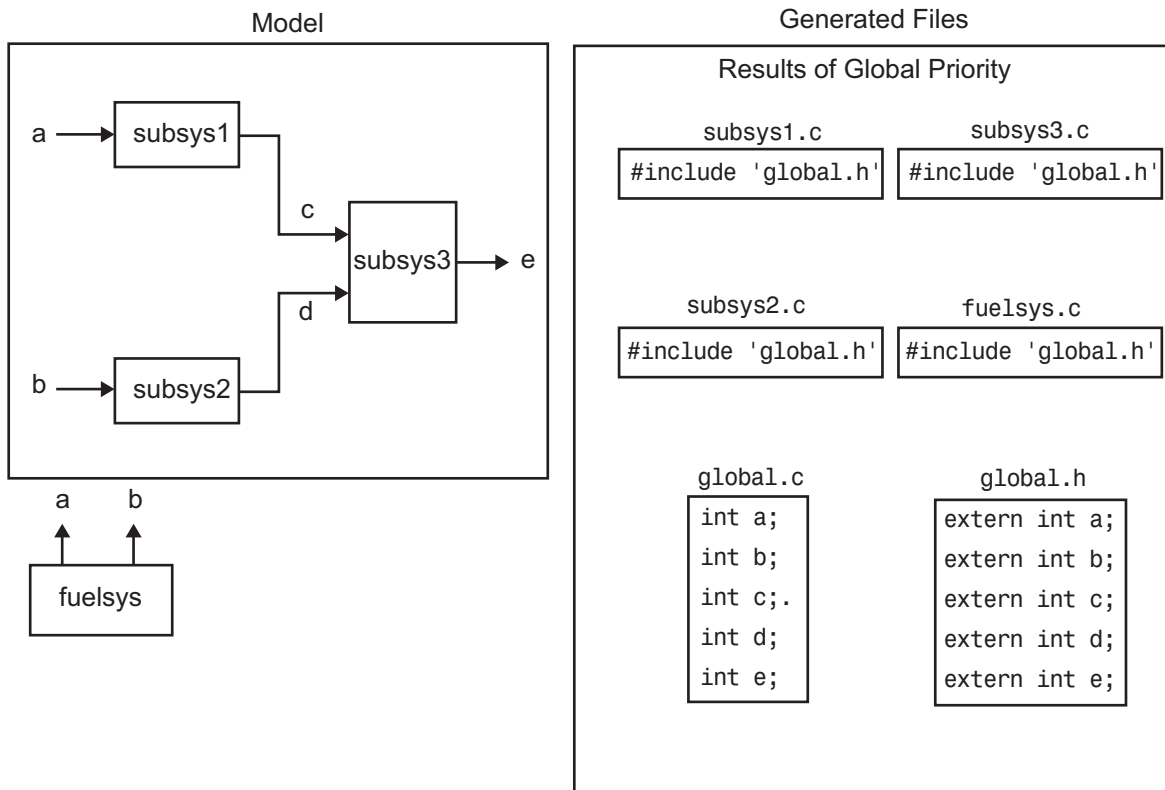 Model
a
subsys1
c
subsys3
e
d
b
subsys2
a
b
fuelsys
Generated Files
Results of Global Priority
subsys1.c
#include 'global.h'
subsys3.c
#include 'global.h'
subsys2.c
#include 'global.h'
fuelsys.c
#include 'global.h'
global.c
int a;
int b;
int c;.
int d;
int e;
global.h
extern int a;
extern int b;
extern int c;
extern int d;
extern int e;